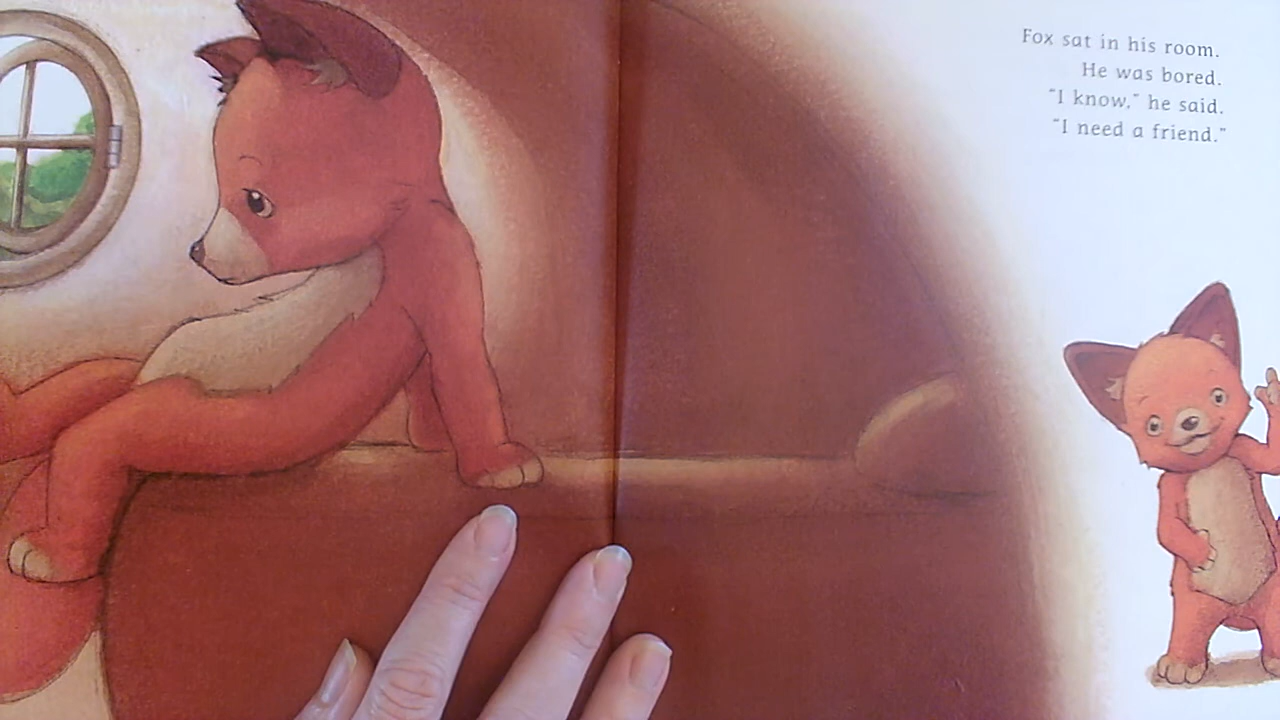 Fox sat in his room.
He was bored.
"I know," he said.
"I need a friend."